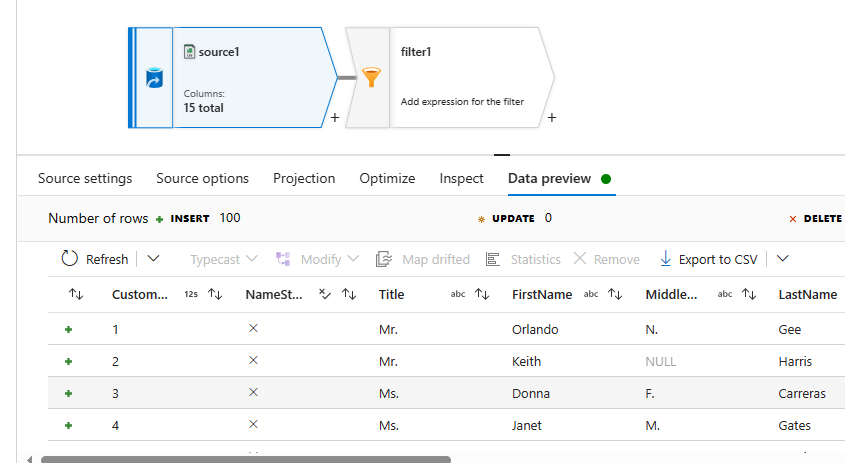 source1
filter1
Columns:
15 total
Add expression for the filter
+
+
Source settings Source options Projection Optimize Inspect Data preview
Number of rows + INSERT 100 UPDATE 0 DELETE
Refresh Typecast Modify Map drifted Statistics Remove Export to CSV
Custom... 12s NameSt... Title abc FirstName abc Middle... abc LastName
+ 1 Mr. Orlando N. Gee
+ 2 Mr. Keith NULL Harris
+ 3 Ms. Donna F. Carreras
+ 4 Ms. Janet M. Gates